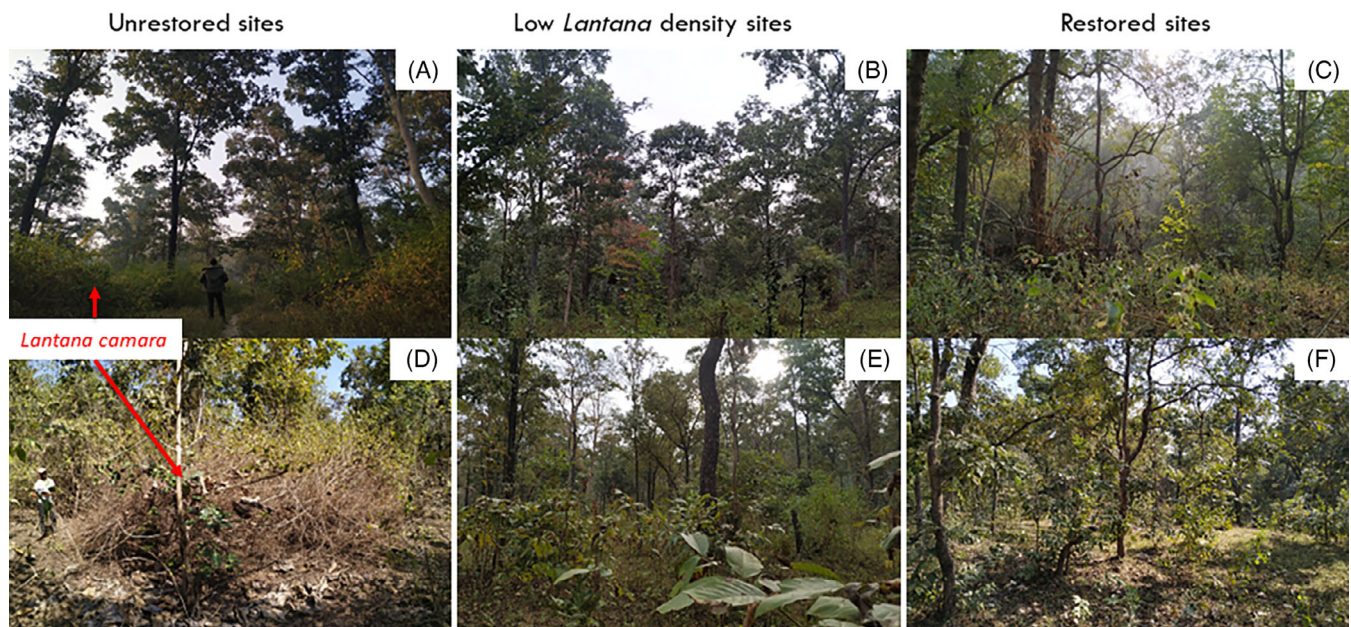 Unrestored sites
Low Lantana density sites
Restored sites
(A)
(B)
(C)
Lantana camara
(D)
(E)
(F)